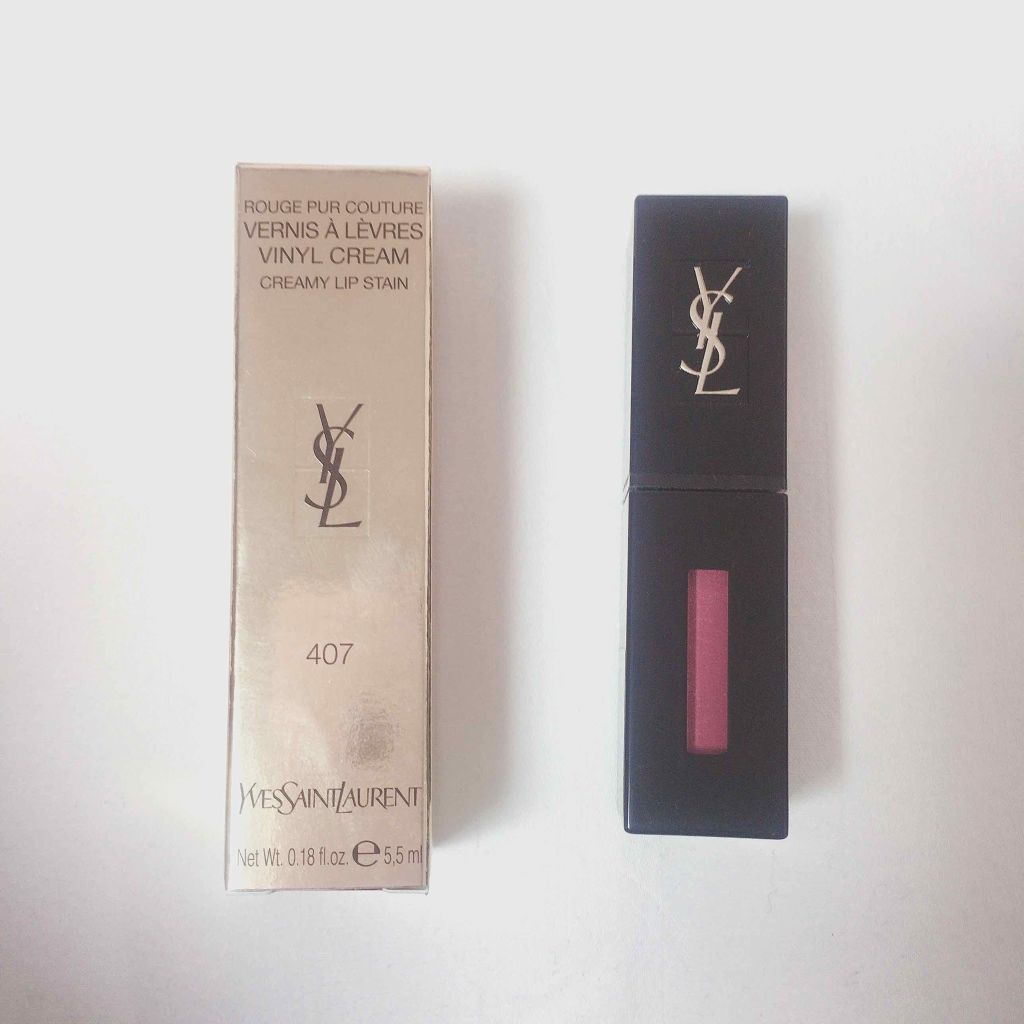 ROUGE PUR COUTURE
VERNIS À LÈVRES
VINYL CREAM
CREAMY LIP STAIN
YSL
407
YVESSAINTLAURENT
Net Wt. 0.18 fl.oz. e 5,5 ml
YSL